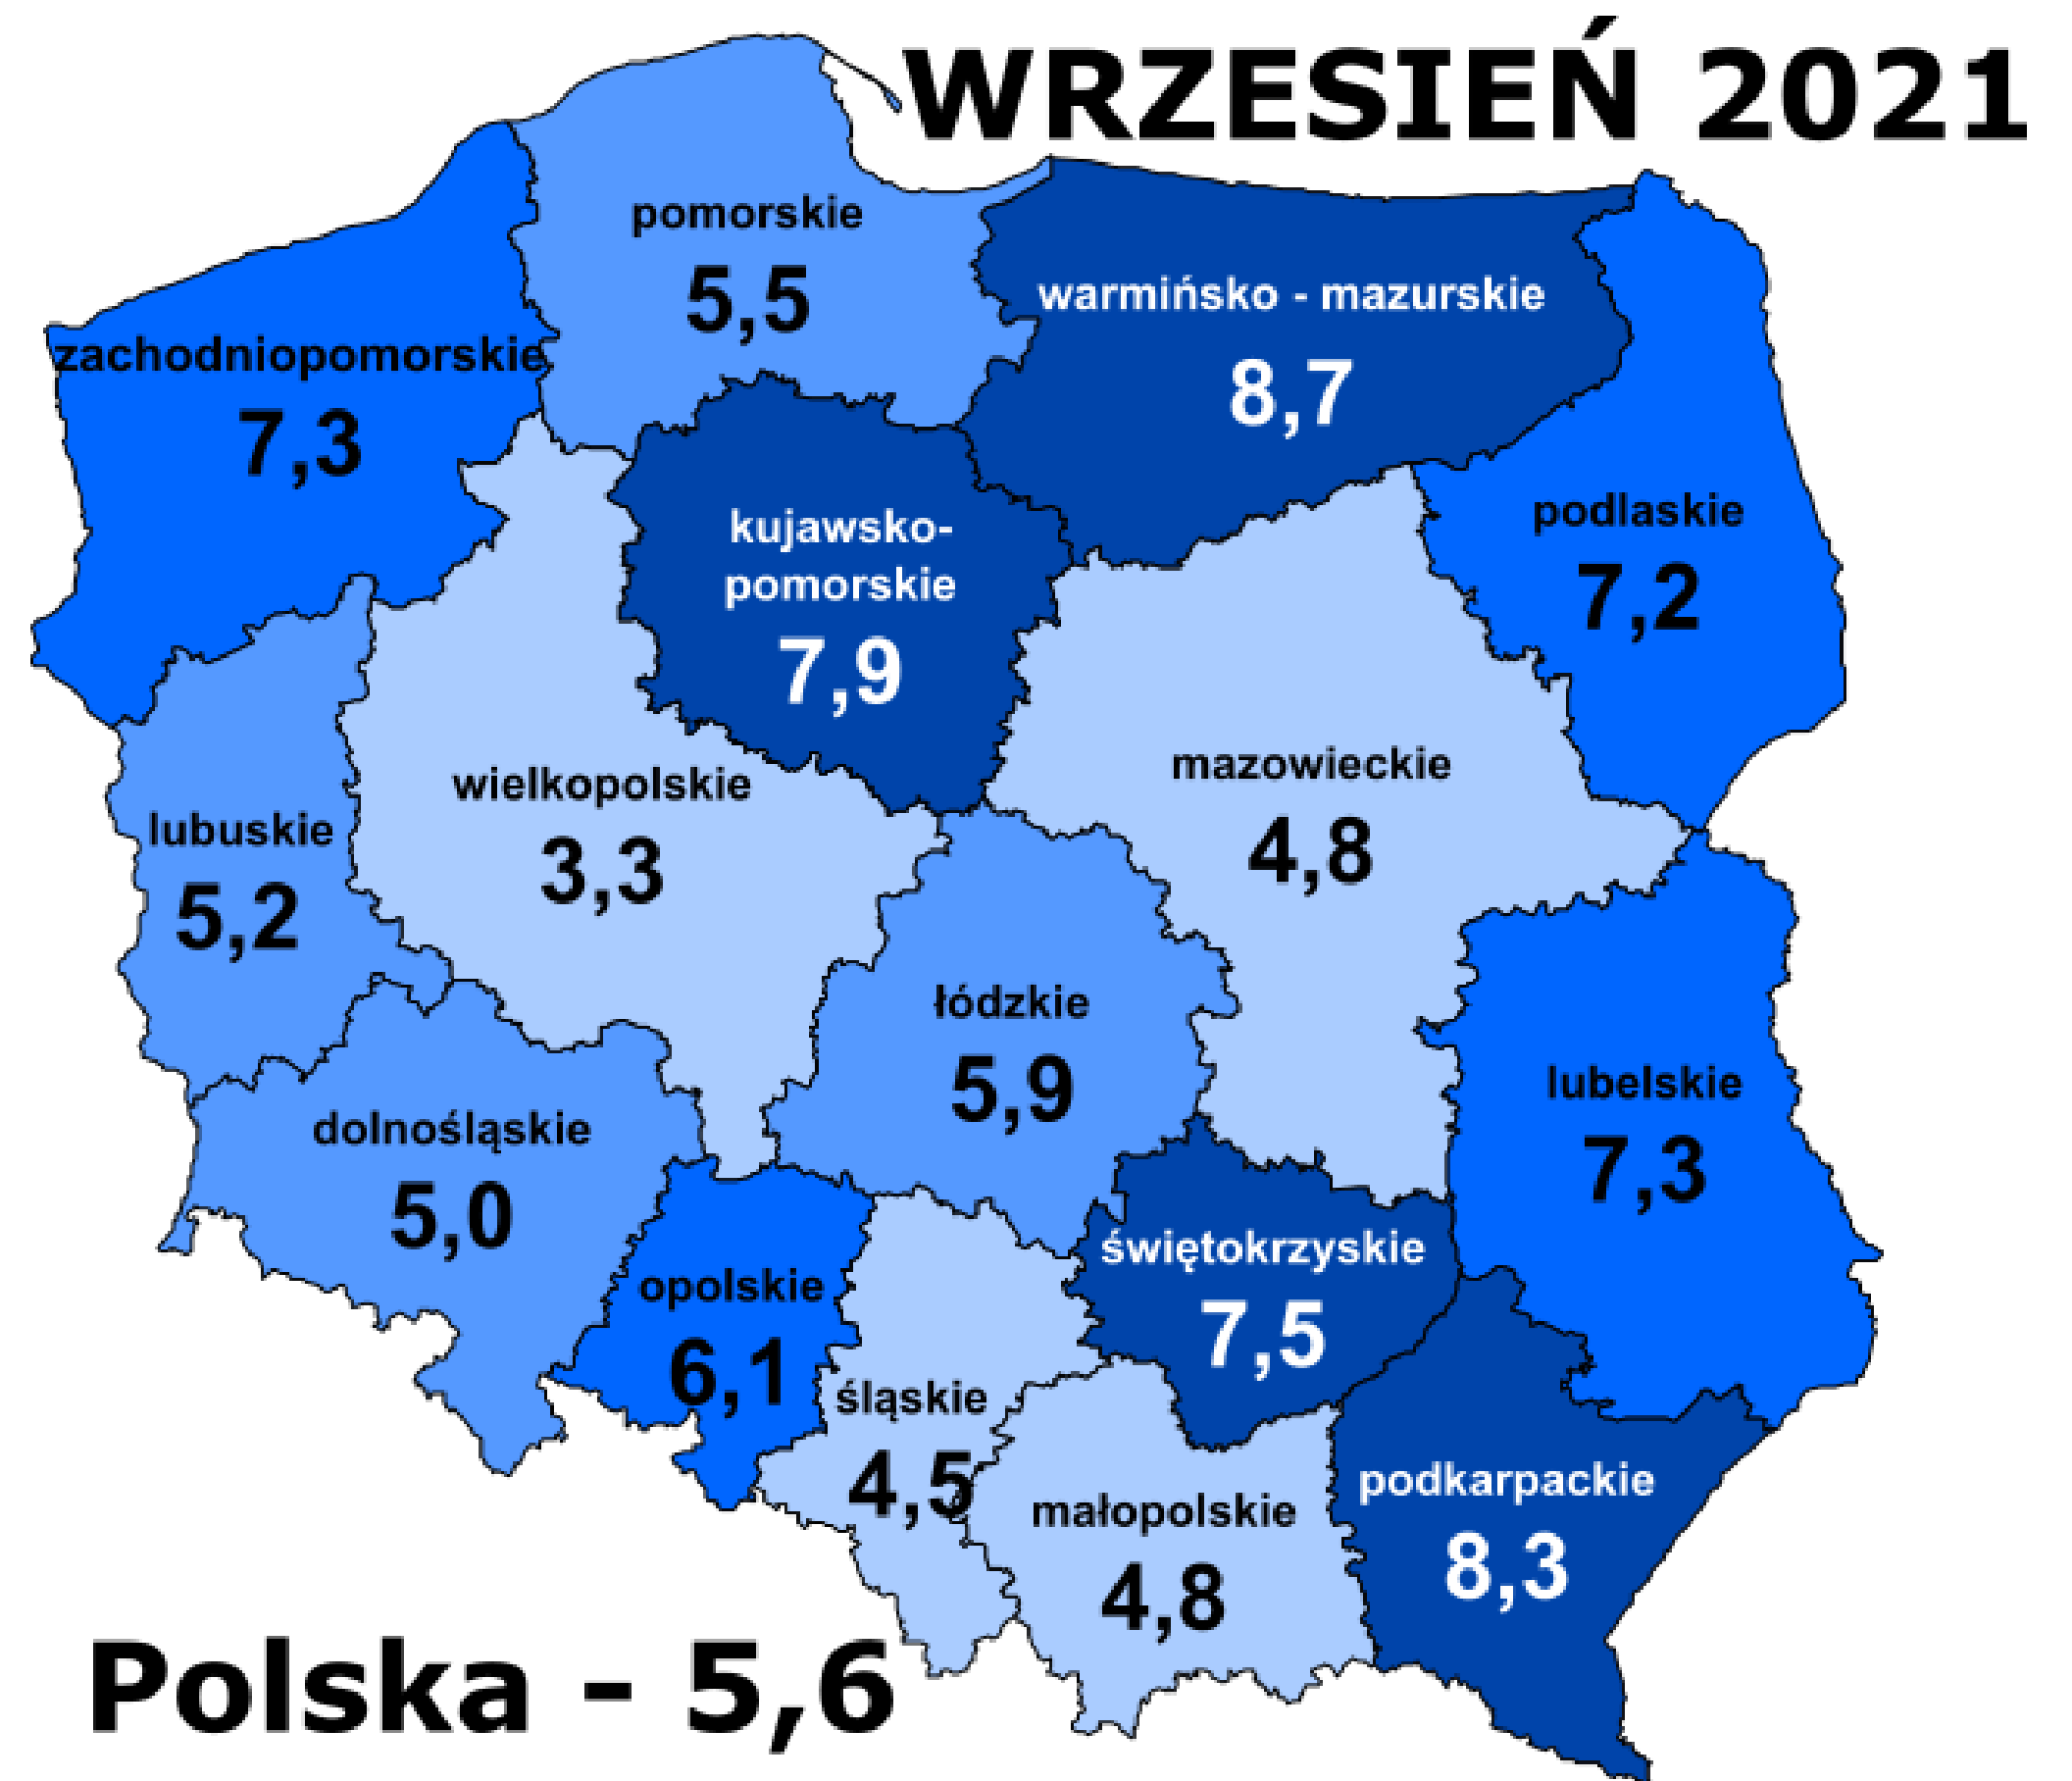 WRZESIEŃ 2021
pomorskie
5,5
warmińsko - mazurskie
8,7
zachodniopomorskie
7,3
kujawsko-
pomorskie
7,9
podlaskie
7,2
wielkopolskie
3,3
mazowieckie
4,8
lubuskie
5,2
łódzkie
5,9
lubelskie
7,3
dolnośląskie
5,0
opolskie
6,1
świętokrzyskie
7,5
śląskie
4,5
małopolskie
4,8
podkarpackie
8,3
Polska - 5,6